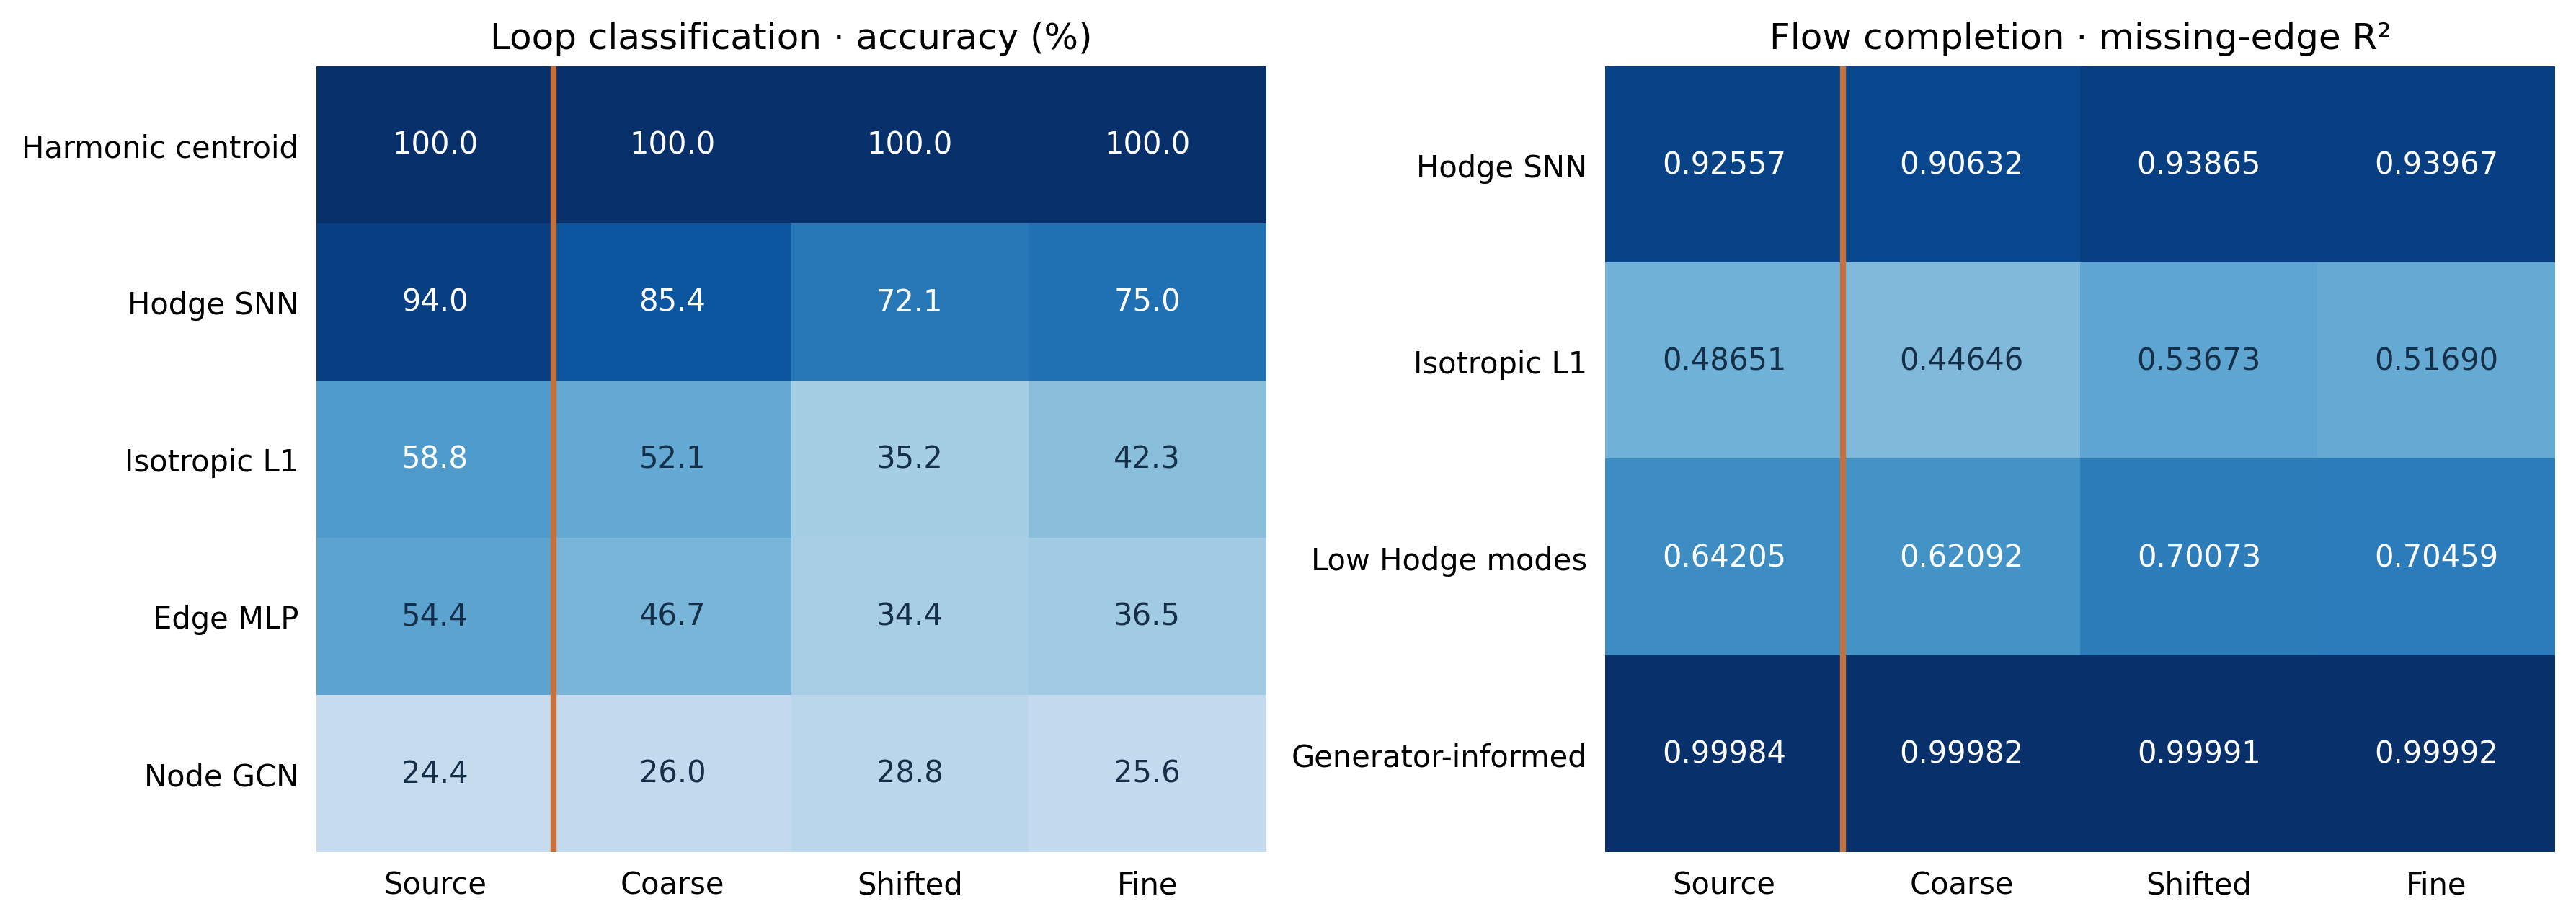 Loop classification · accuracy (%)
Harmonic centroid 100.0 100.0 100.0 100.0
Hodge SNN 94.0 85.4 72.1 75.0
Isotropic L1 58.8 52.1 35.2 42.3
Edge MLP 54.4 46.7 34.4 36.5
Node GCN 24.4 26.0 28.8 25.6
Source Coarse Shifted Fine
Flow completion · missing-edge R²
Hodge SNN 0.92557 0.90632 0.93865 0.93967
Isotropic L1 0.48651 0.44646 0.53673 0.51690
Low Hodge modes 0.64205 0.62092 0.70073 0.70459
Generator-informed 0.99984 0.99982 0.99991 0.99992
Source Coarse Shifted Fine